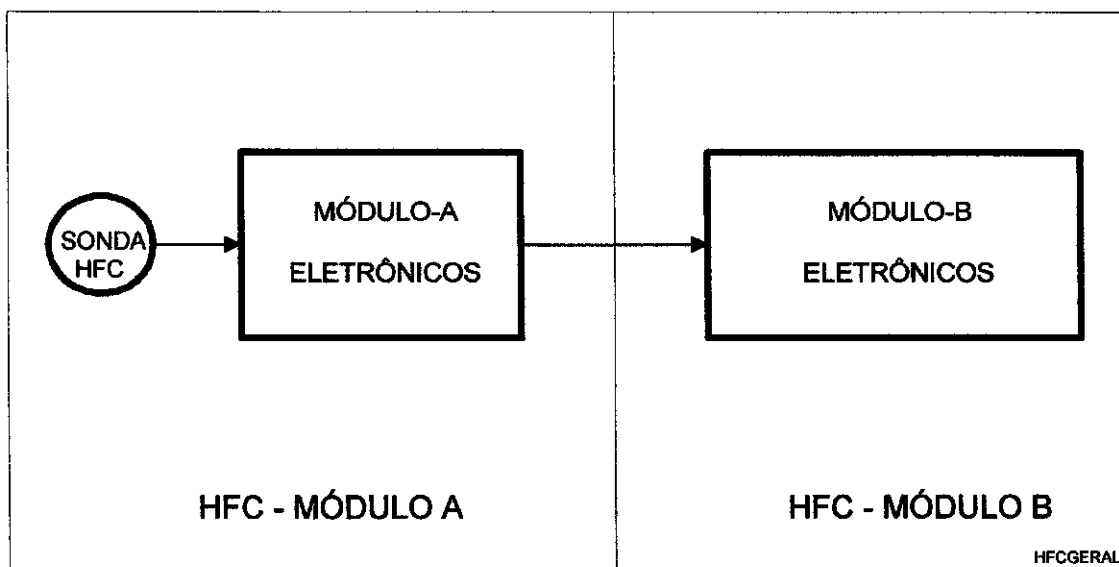 SONDA
HFC
MÓDULO-A
ELETRÔNICOS
MÓDULO-B
ELETRÔNICOS
HFC - MÓDULO A
HFC - MÓDULO B
HFCGERAL